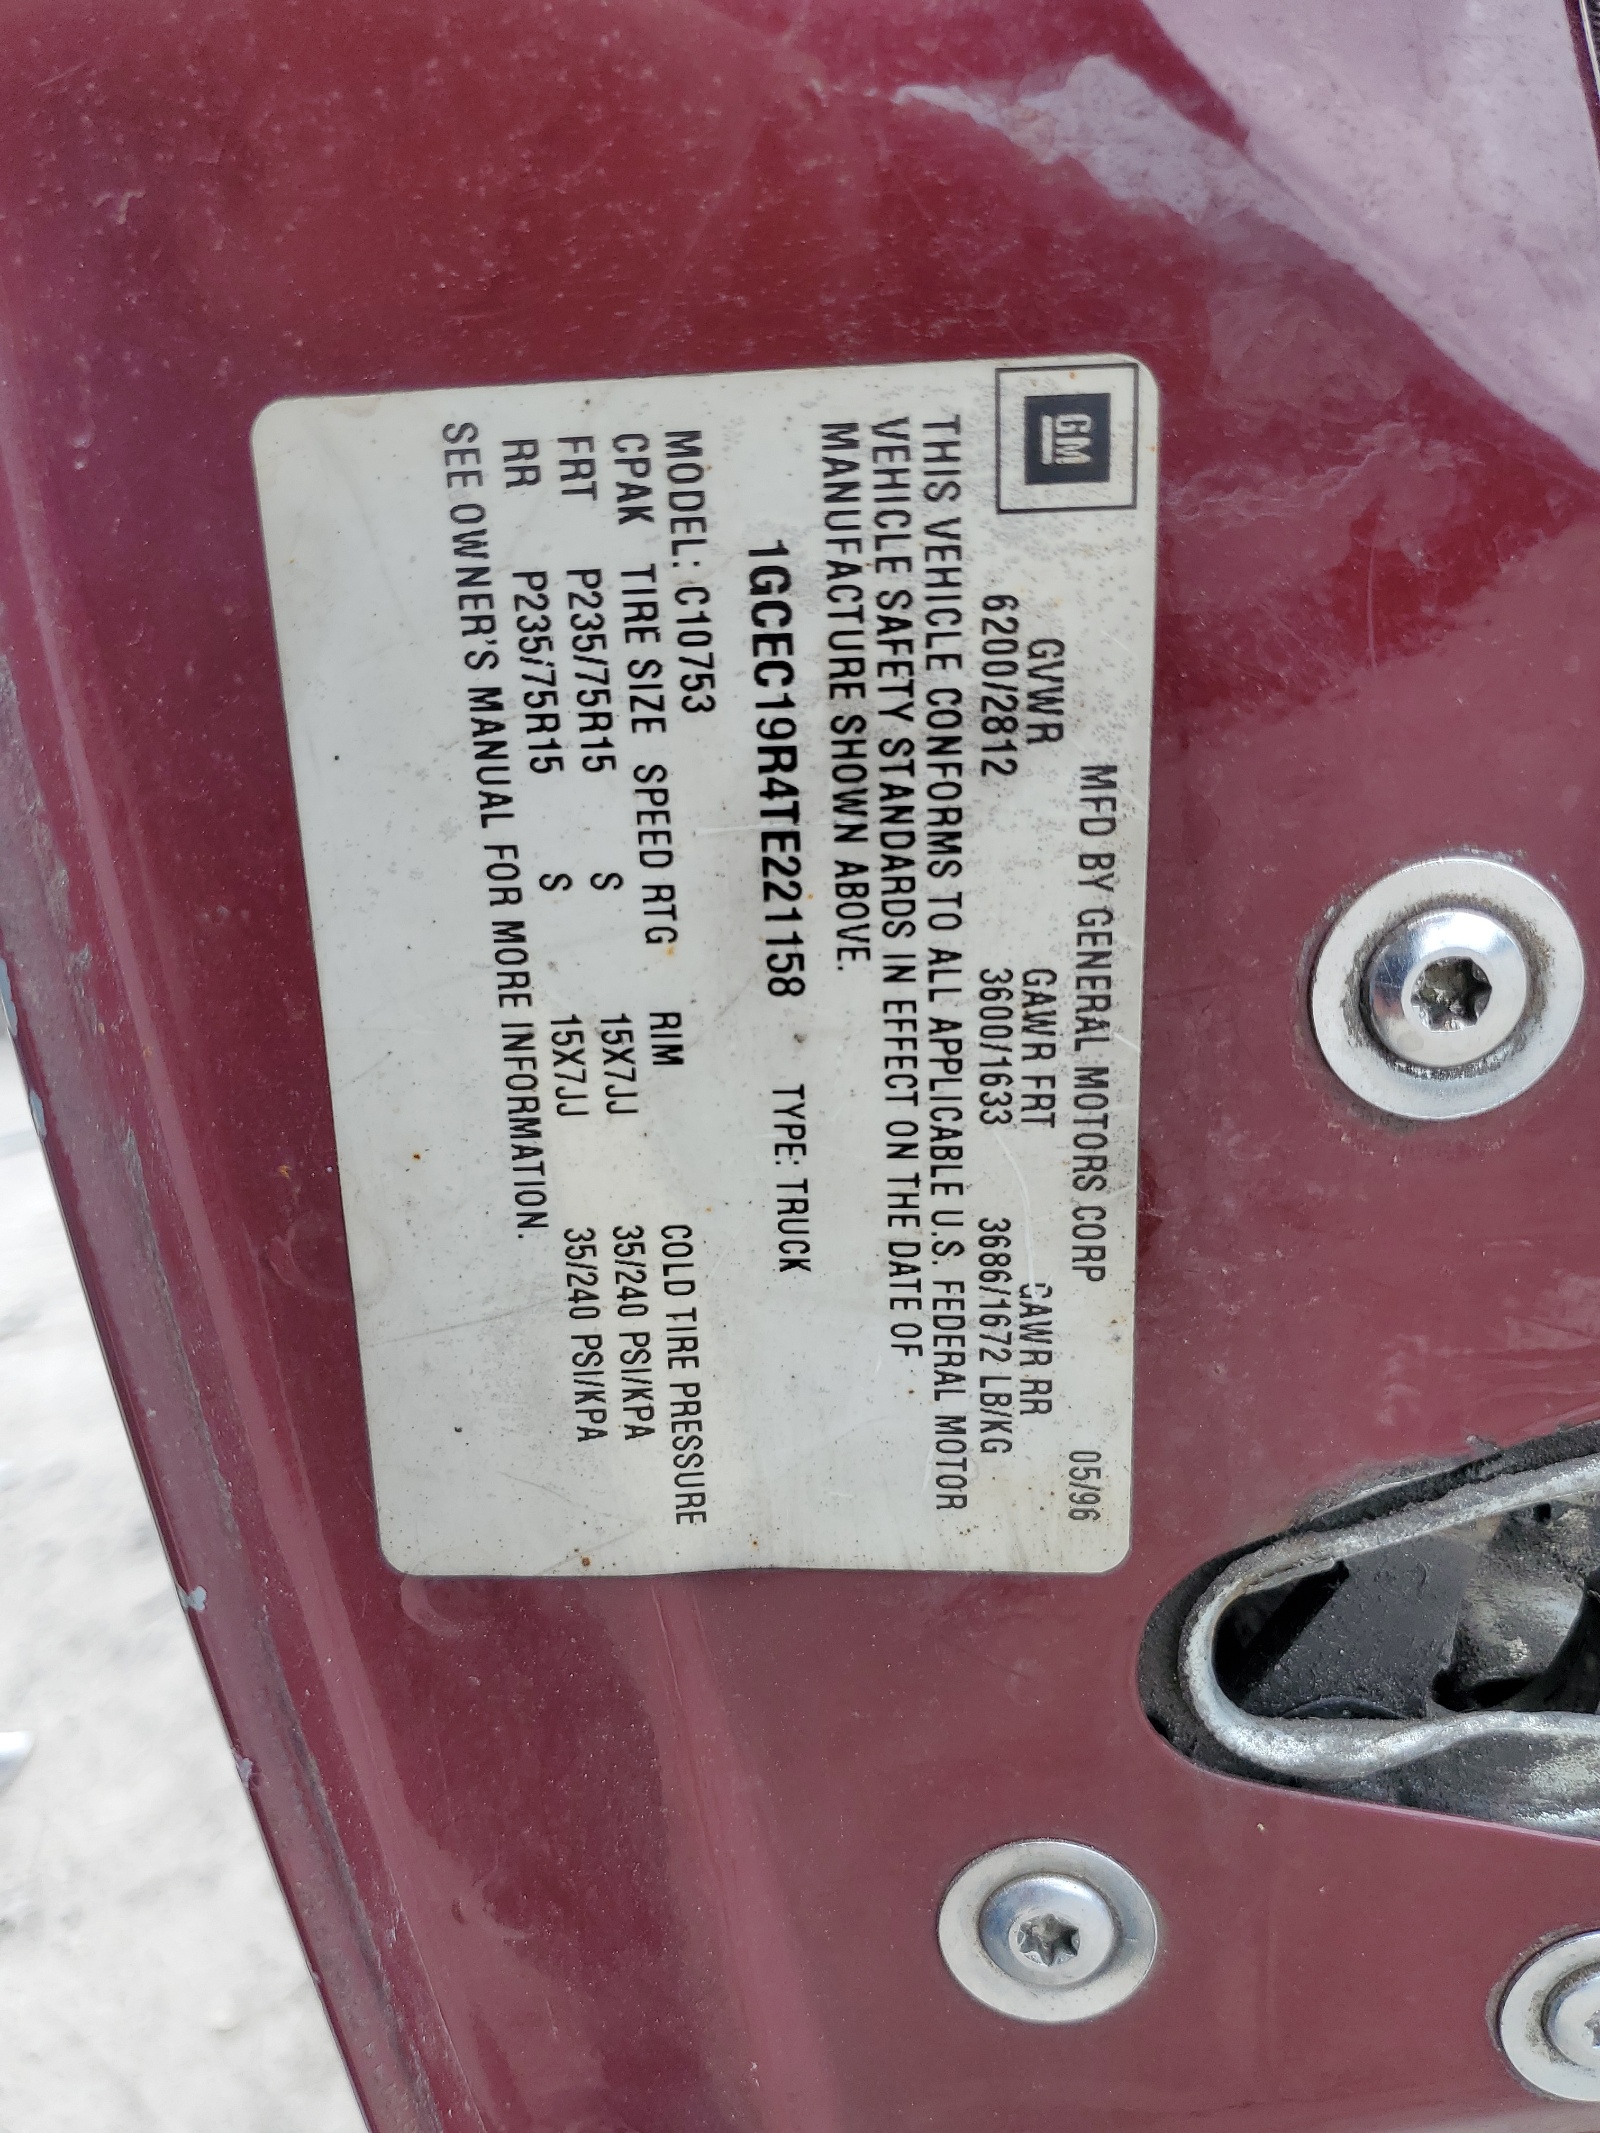 GM
MFD BY GENERAL MOTORS CORP 05/96
GVWR GAWR FRT GAWR RR
6200/2812 3600/1633 3686/1672 LB/KG
THIS VEHICLE CONFORMS TO ALL APPLICABLE U.S. FEDERAL MOTOR
VEHICLE SAFETY STANDARDS IN EFFECT ON THE DATE OF
MANUFACTURE SHOWN ABOVE.
1GCEC19R4TE221158 TYPE: TRUCK
MODEL: C10753
CPAK TIRE SIZE SPEED RTG RIM COLD TIRE PRESSURE
FRT P235/75R15 S 15X7JJ 35/240 PSI/KPA
RR P235/75R15 S 15X7JJ 35/240 PSI/KPA
SEE OWNER'S MANUAL FOR MORE INFORMATION.